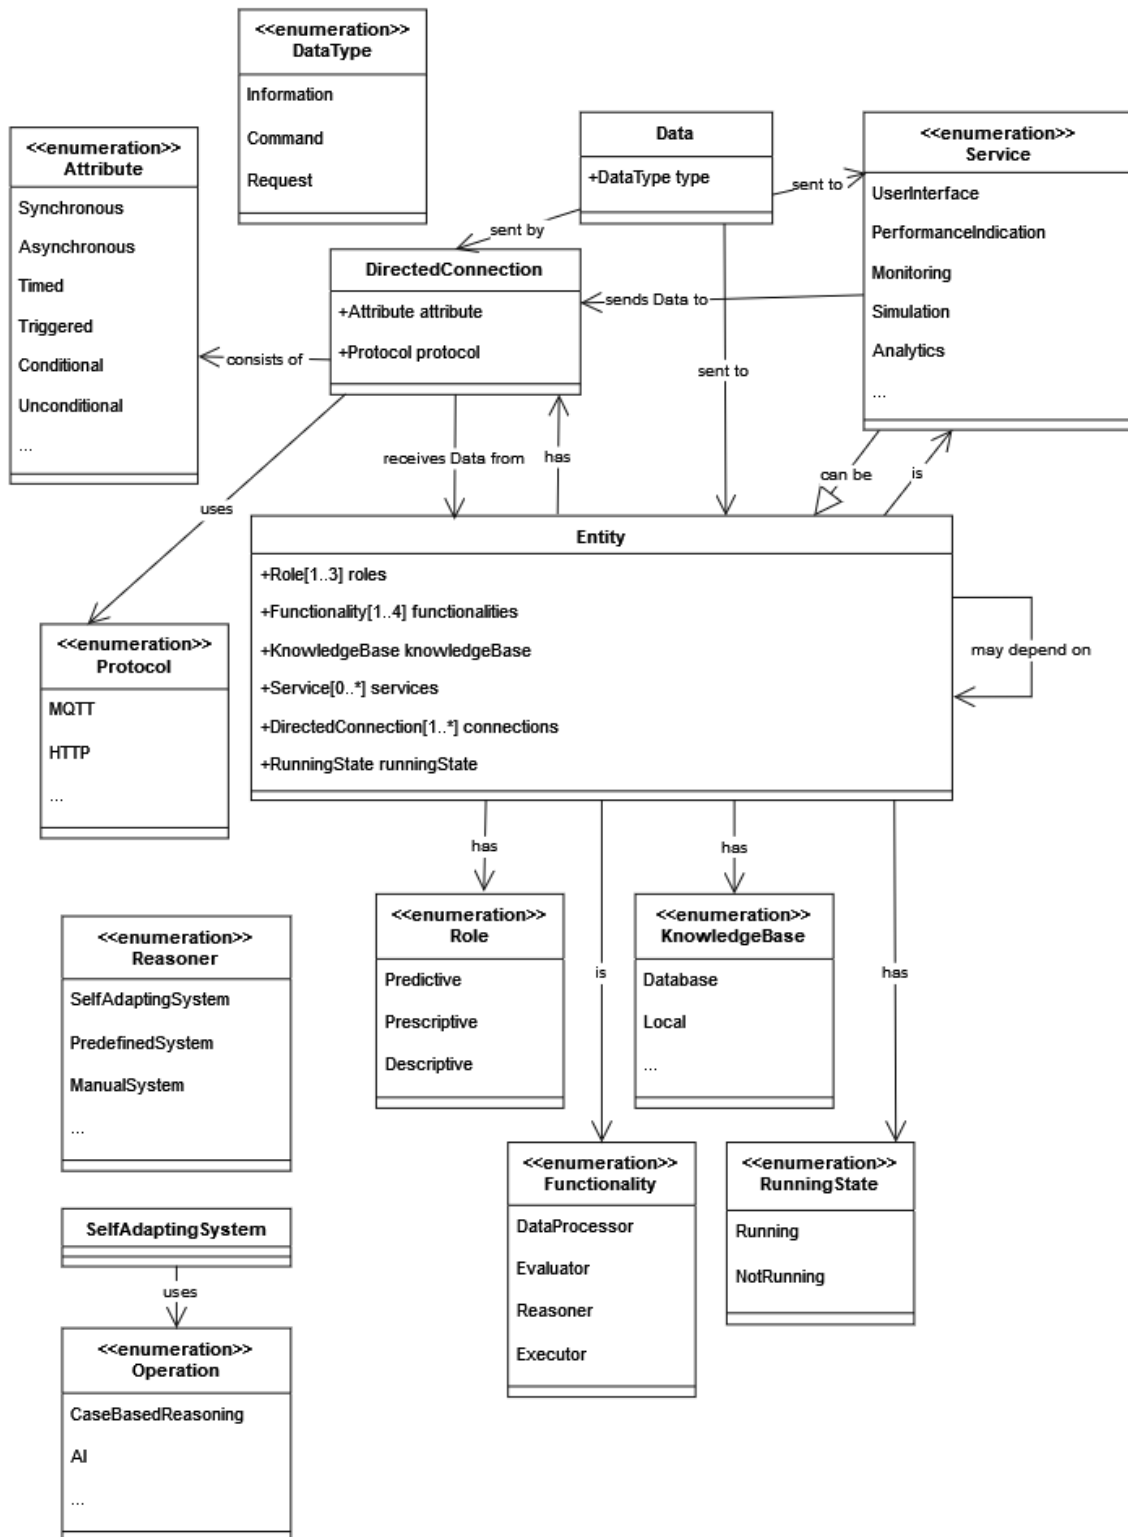 <<enumeration>>
DataType
Information
Command
Request
<<enumeration>>
Attribute
Synchronous
Asynchronous
Timed
Triggered
Conditional
Unconditional
...
Data
+DataType type
<<enumeration>>
Service
UserInterface
PerformanceIndication
Monitoring
Simulation
Analytics
...
sent to
sent by
DirectedConnection
+Attribute attribute
+Protocol protocol
sends Data to
consists of
sent to
receives Data from
has
can be
is
uses
Entity
+Role[1..3] roles
+Functionality[1..4] functionalities
+KnowledgeBase knowledgeBase
+Service[0..*] services
+DirectedConnection[1..*] connections
+RunningState runningState
may depend on
<<enumeration>>
Protocol
MQTT
HTTP
...
has
has
is
has
<<enumeration>>
Role
Predictive
Prescriptive
Descriptive
<<enumeration>>
KnowledgeBase
Database
Local
...
<<enumeration>>
Reasoner
SelfAdaptingSystem
PredefinedSystem
ManualSystem
...
<<enumeration>>
Functionality
DataProcessor
Evaluator
Reasoner
Executor
<<enumeration>>
RunningState
Running
NotRunning
SelfAdaptingSystem
uses
<<enumeration>>
Operation
CaseBasedReasoning
AI
...